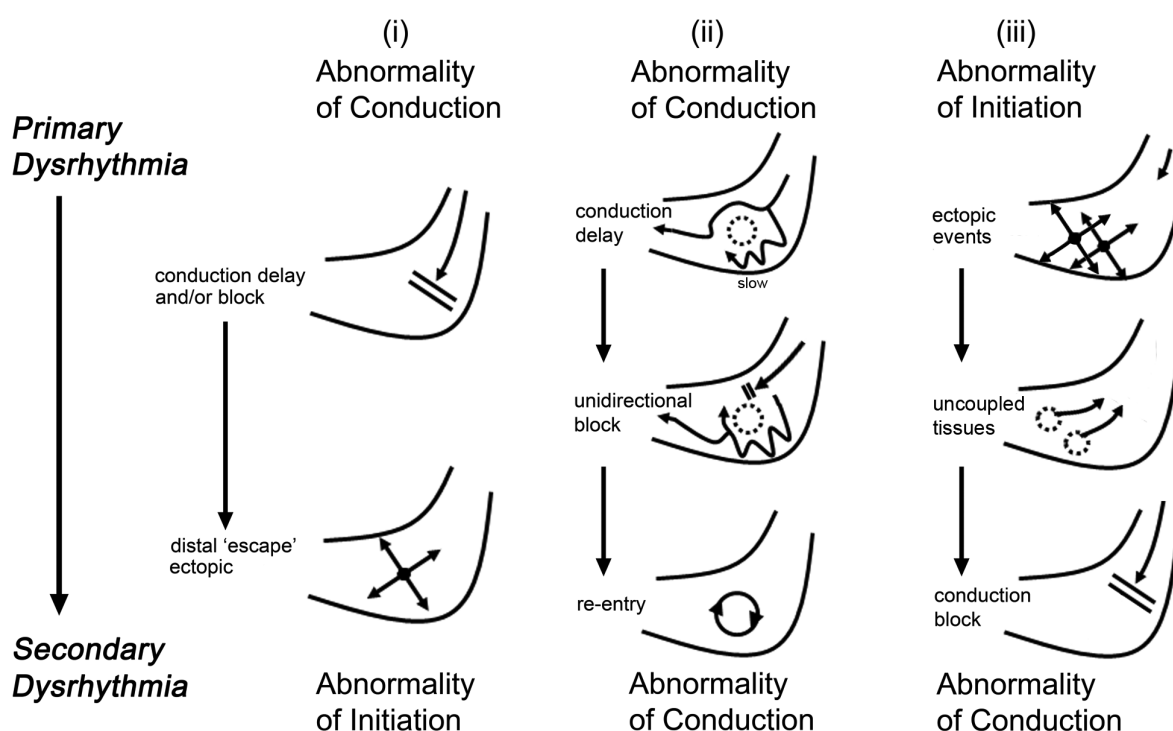 (i)
Abnormality
of Conduction
(ii)
Abnormality
of Conduction
(iii)
Abnormality
of Initiation
Primary
Dysrhythmia
conduction delay
and/or block
distal ‘escape’
ectopic
conduction
delay
slow
unidirectional
block
re-entry
ectopic
events
uncoupled
tissues
conduction
block
Secondary
Dysrhythmia
Abnormality
of Initiation
Abnormality
of Conduction
Abnormality
of Conduction